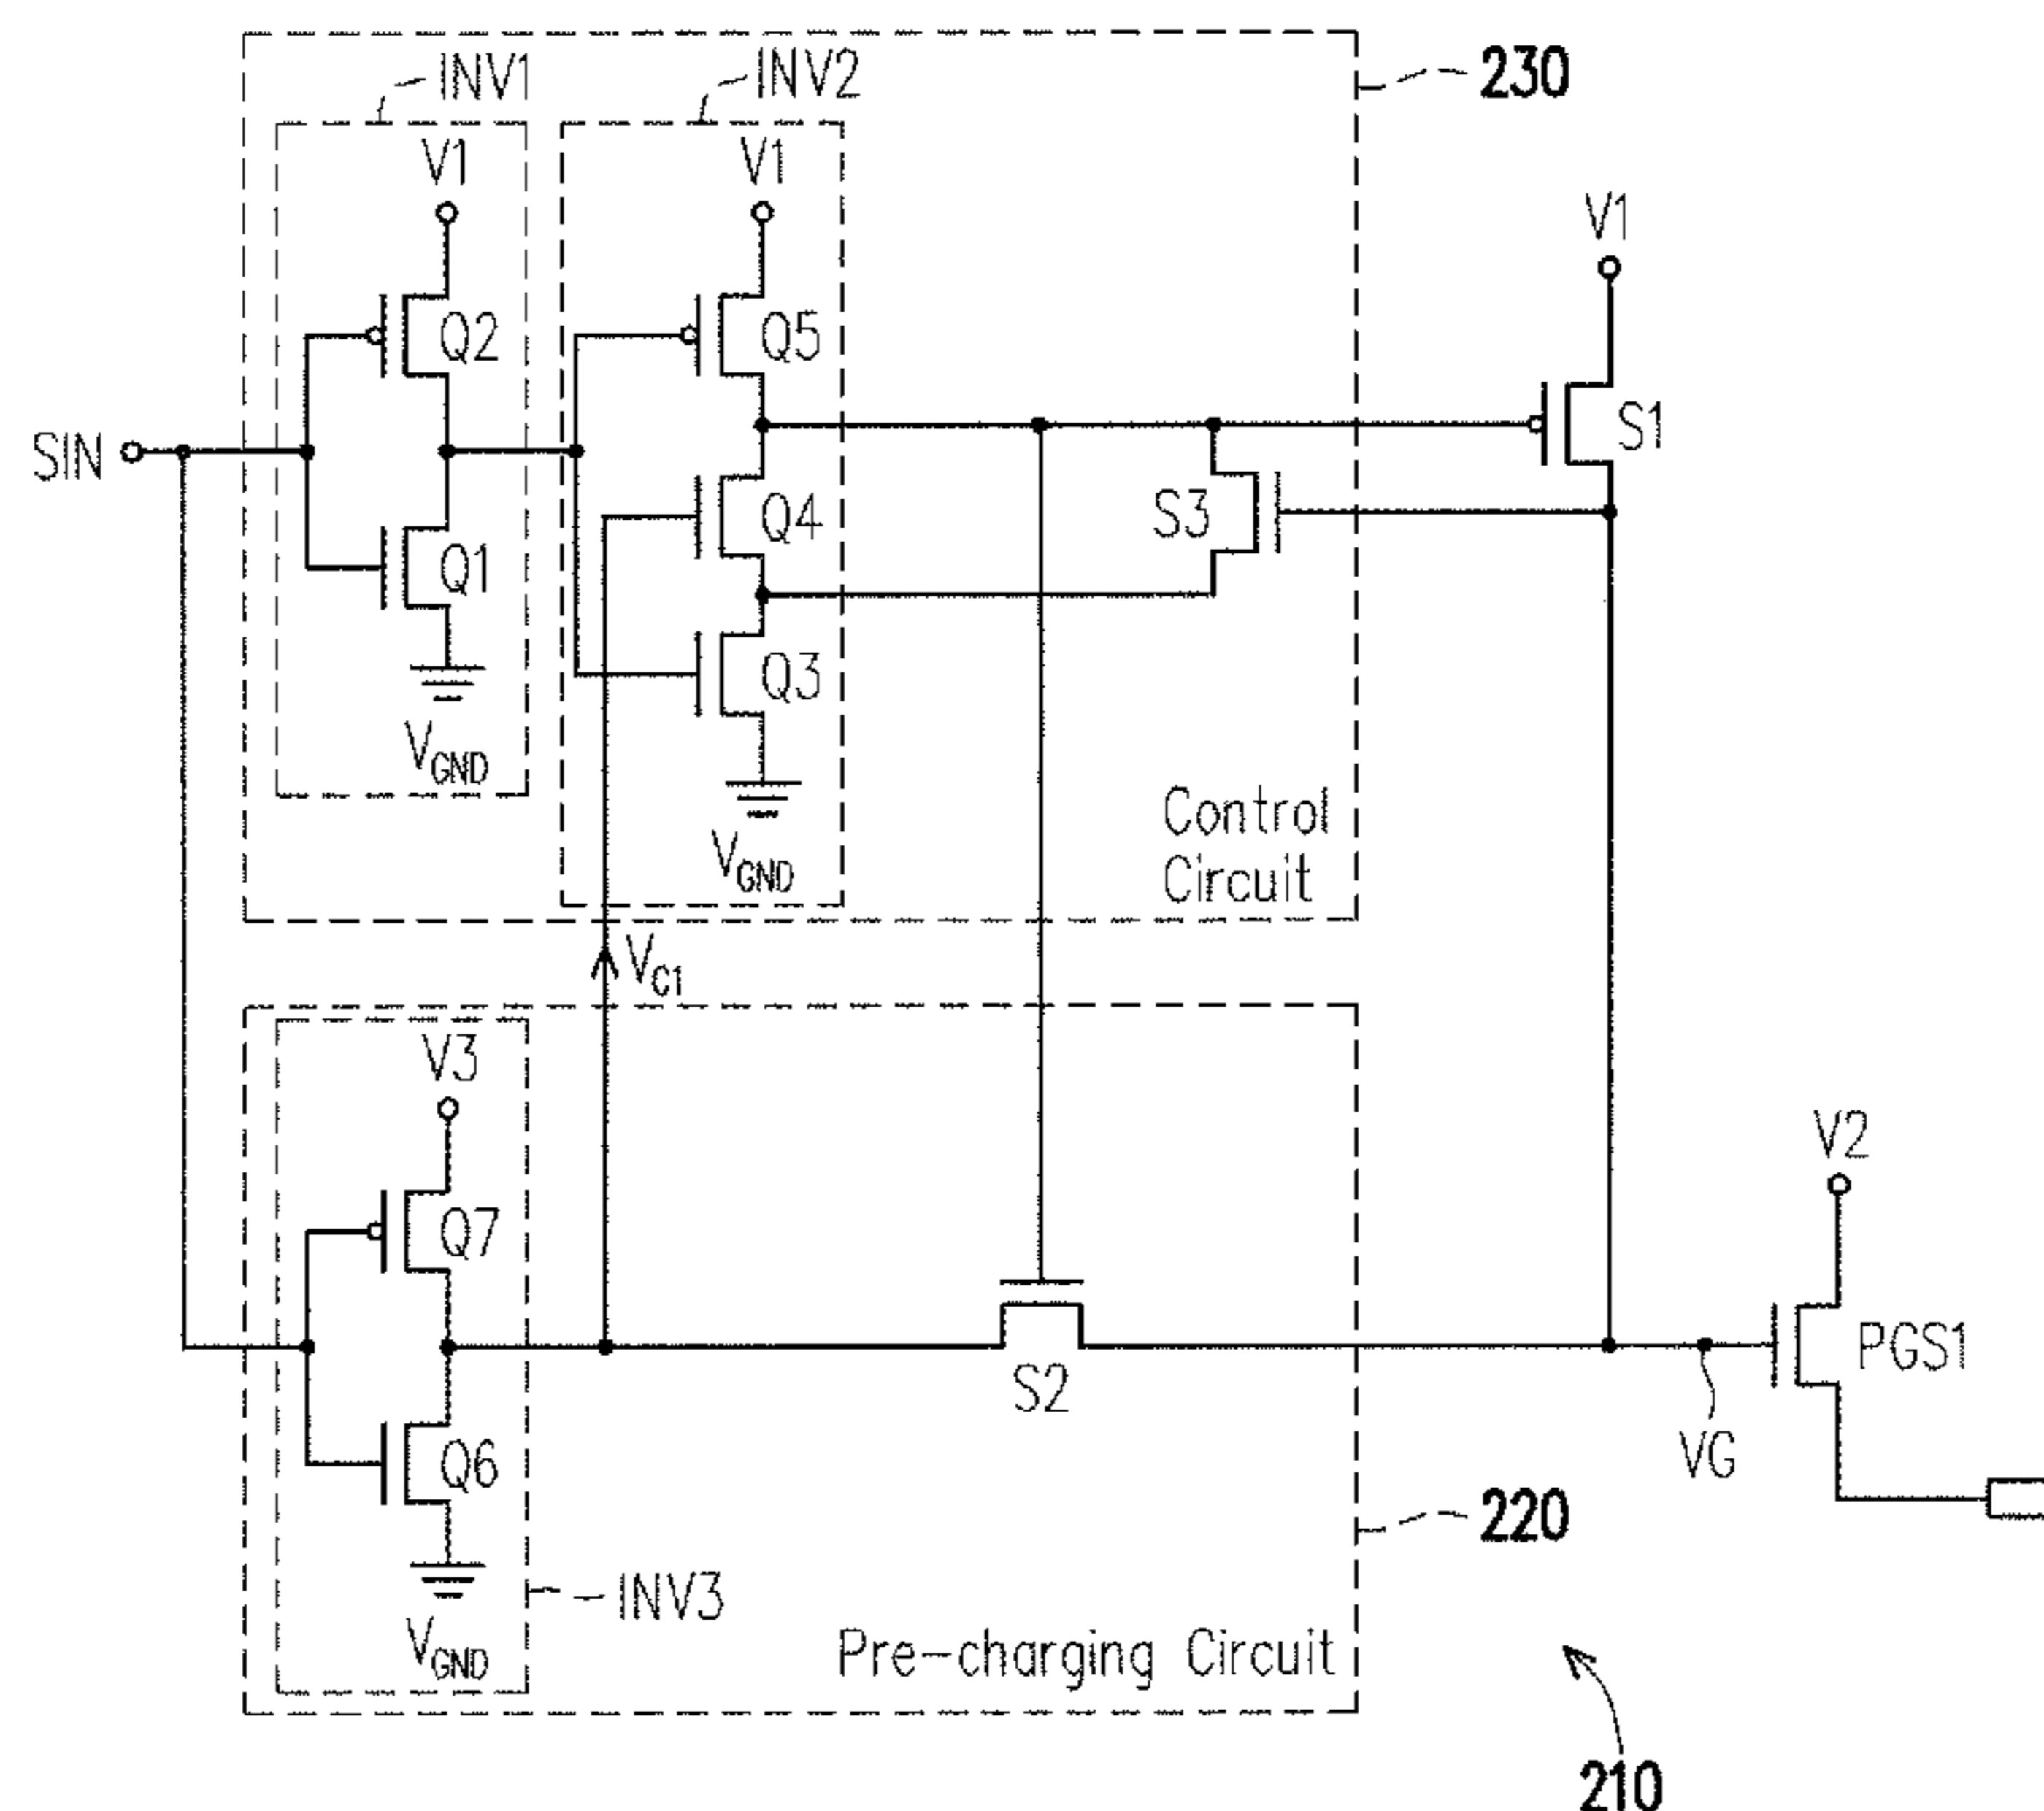 INV1
INV2
230
V1
V1
V1
Q2
Q5
S1
SIN
S3
Q4
Q1
Q3
VGND
VGND
Control
Circuit
VC1
V3
V2
Q7
PGS1
S2
Q6
VG
220
INV3
VGND
Pre-charging Circuit
210